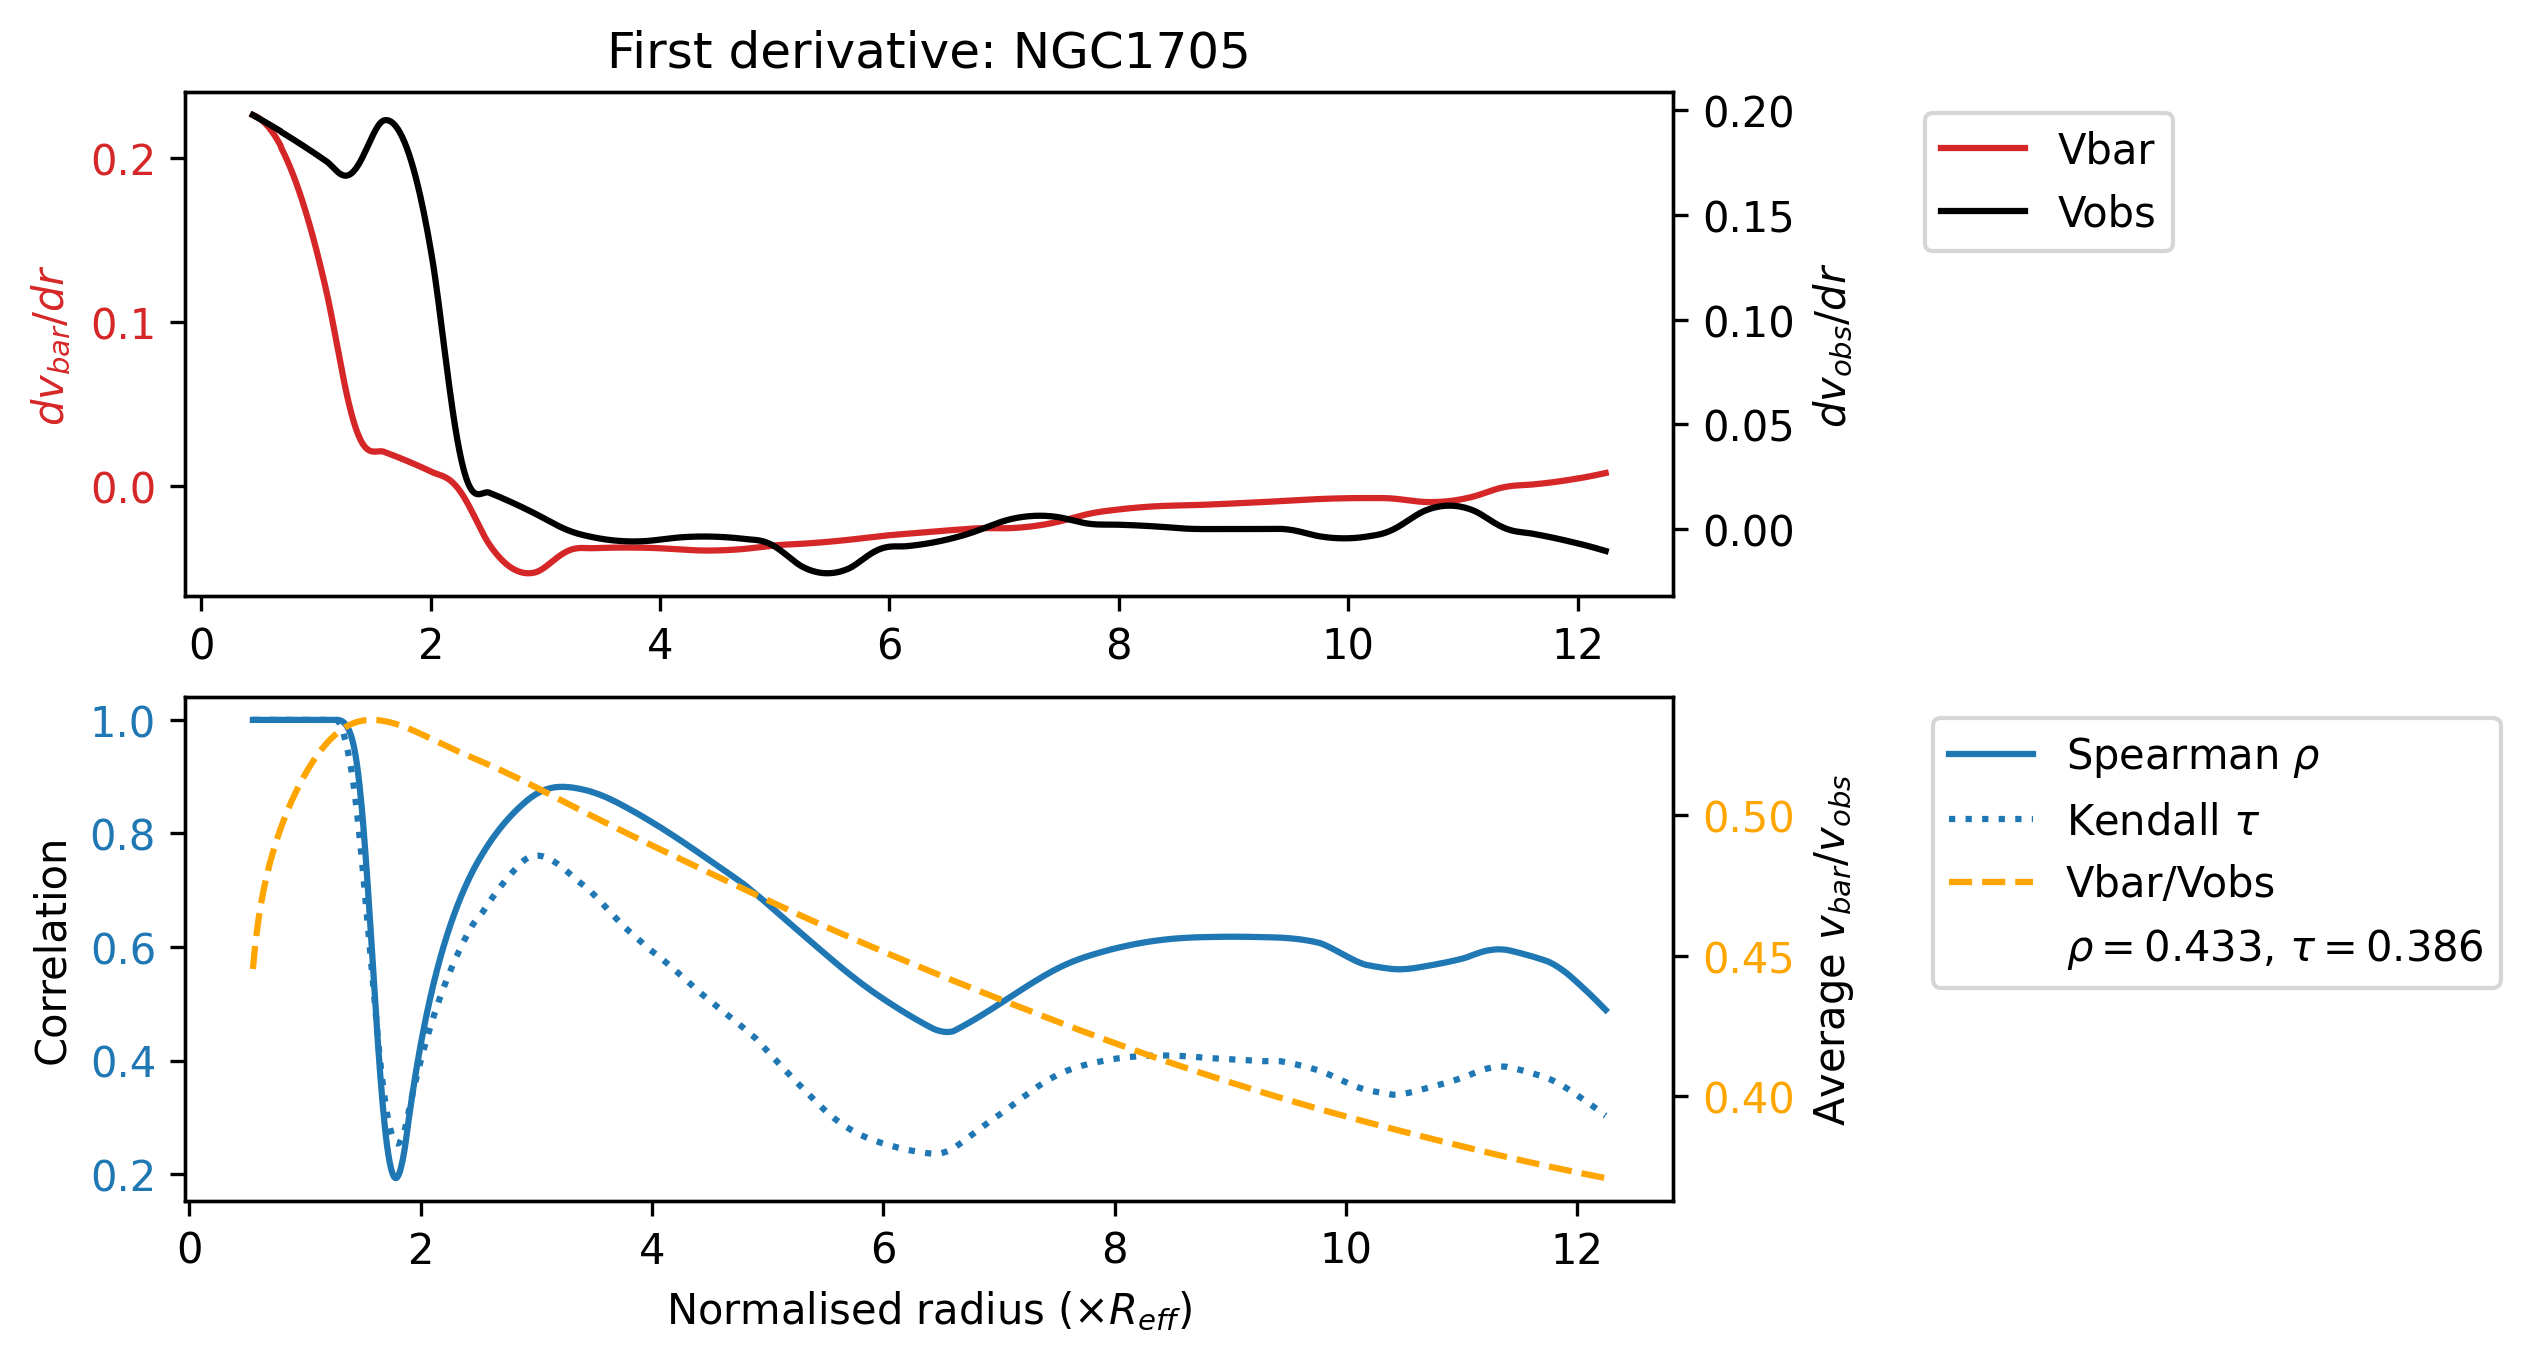 First derivative: NGC1705
dv_bar/dr
0.2
0.1
0.0
0.20
0.15
0.10
0.05
0.00
dv_obs/dr
0 2 4 6 8 10 12
Vbar
Vobs
Correlation
1.0
0.8
0.6
0.4
0.2
0.50
0.45
0.40
Average v_bar/v_obs
0 2 4 6 8 10 12
Normalised radius (×R_eff)
Spearman ρ
Kendall τ
Vbar/Vobs
ρ = 0.433, τ = 0.386